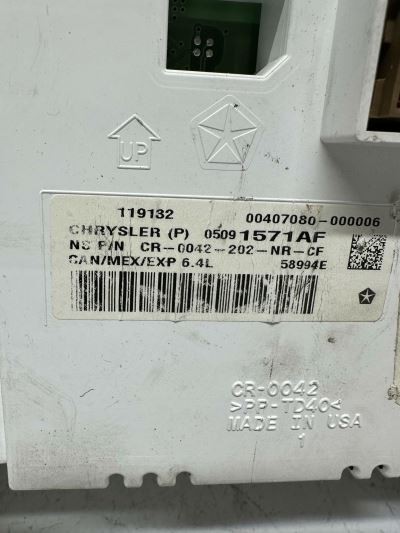 UP
119132 00407080-000006
CHRYSLER (P) 05091571AF
NS P/N CR-0042-202-NR-CF
CAN/MEX/EXP 6.4L 58994E
CR-0042
>PP-TD40<
MADE IN USA
1